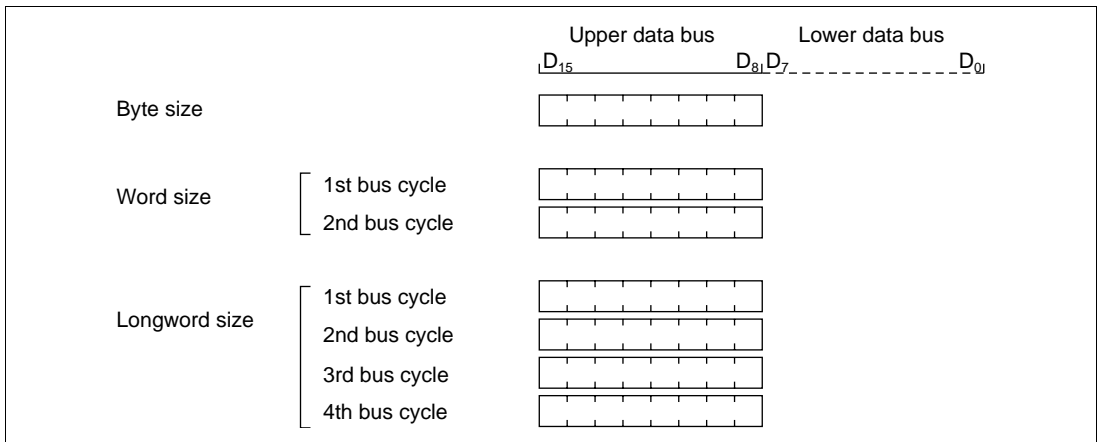 Upper data bus Lower data bus
D15 D8 D7 D0
Byte size
Word size
1st bus cycle
2nd bus cycle
Longword size
1st bus cycle
2nd bus cycle
3rd bus cycle
4th bus cycle